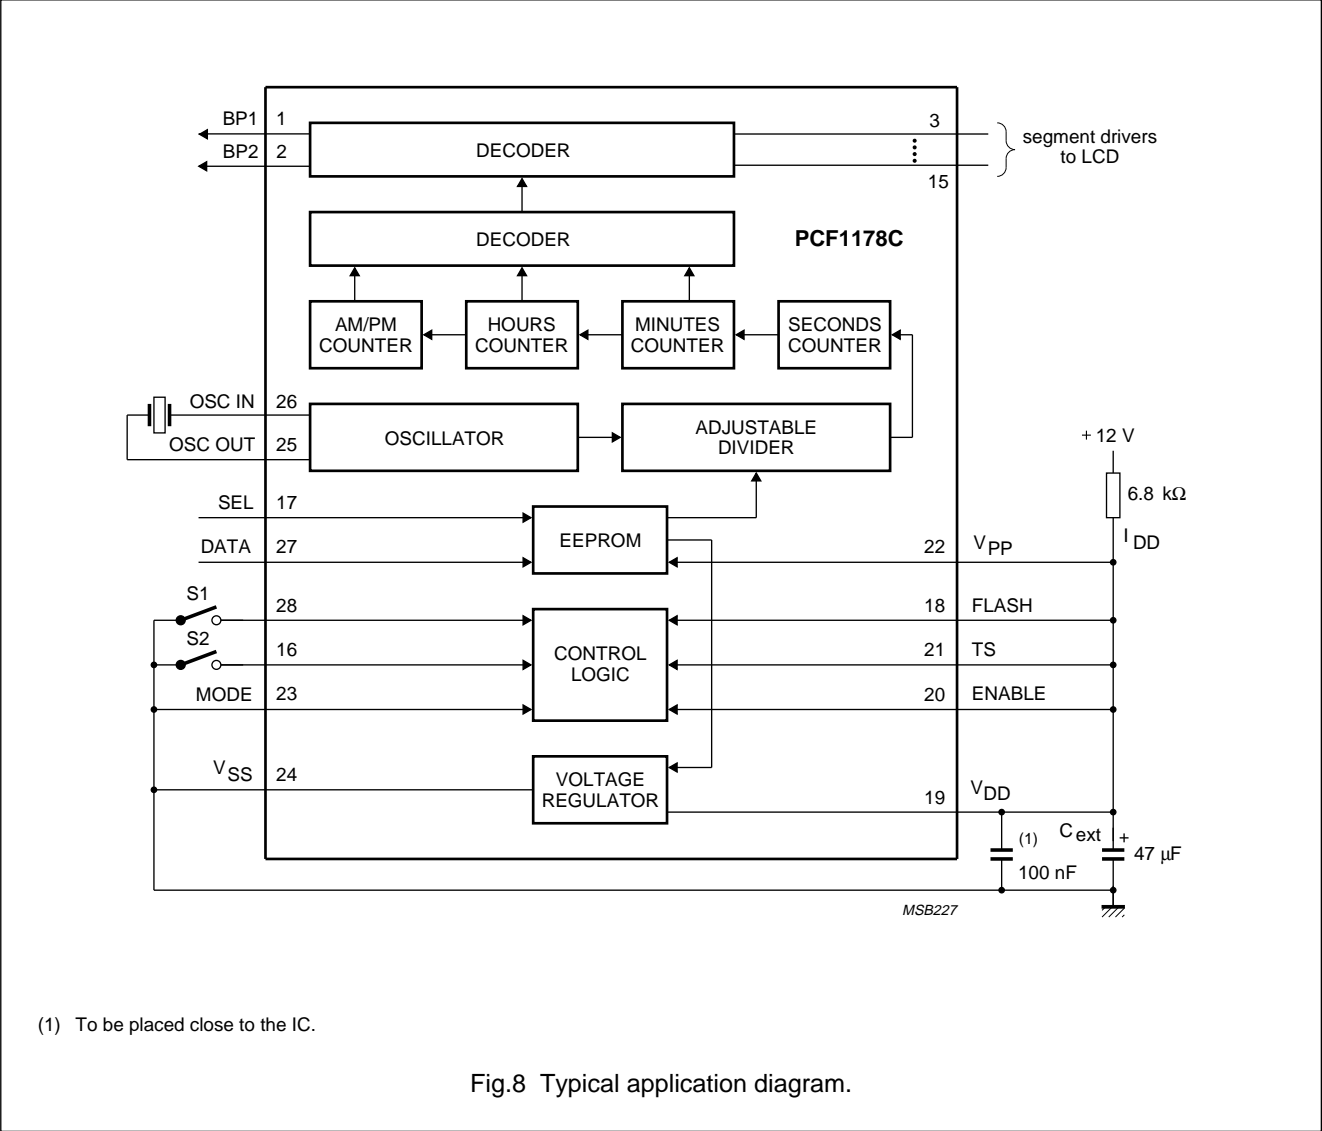 BP1 1
BP2 2
DECODER
3
15
segment drivers
to LCD
DECODER
PCF1178C
AM/PM
COUNTER
HOURS
COUNTER
MINUTES
COUNTER
SECONDS
COUNTER
OSC IN 26
OSC OUT 25
OSCILLATOR
ADJUSTABLE
DIVIDER
+ 12 V
6.8 kΩ
I DD
SEL 17
DATA 27
EEPROM
22 VPP
S1
28
S2
16
MODE 23
CONTROL
LOGIC
18 FLASH
21 TS
20 ENABLE
VSS 24
VOLTAGE
REGULATOR
19 VDD
(1)
100 nF
Cext +
47 μF
MSB227
(1) To be placed close to the IC.
Fig.8 Typical application diagram.